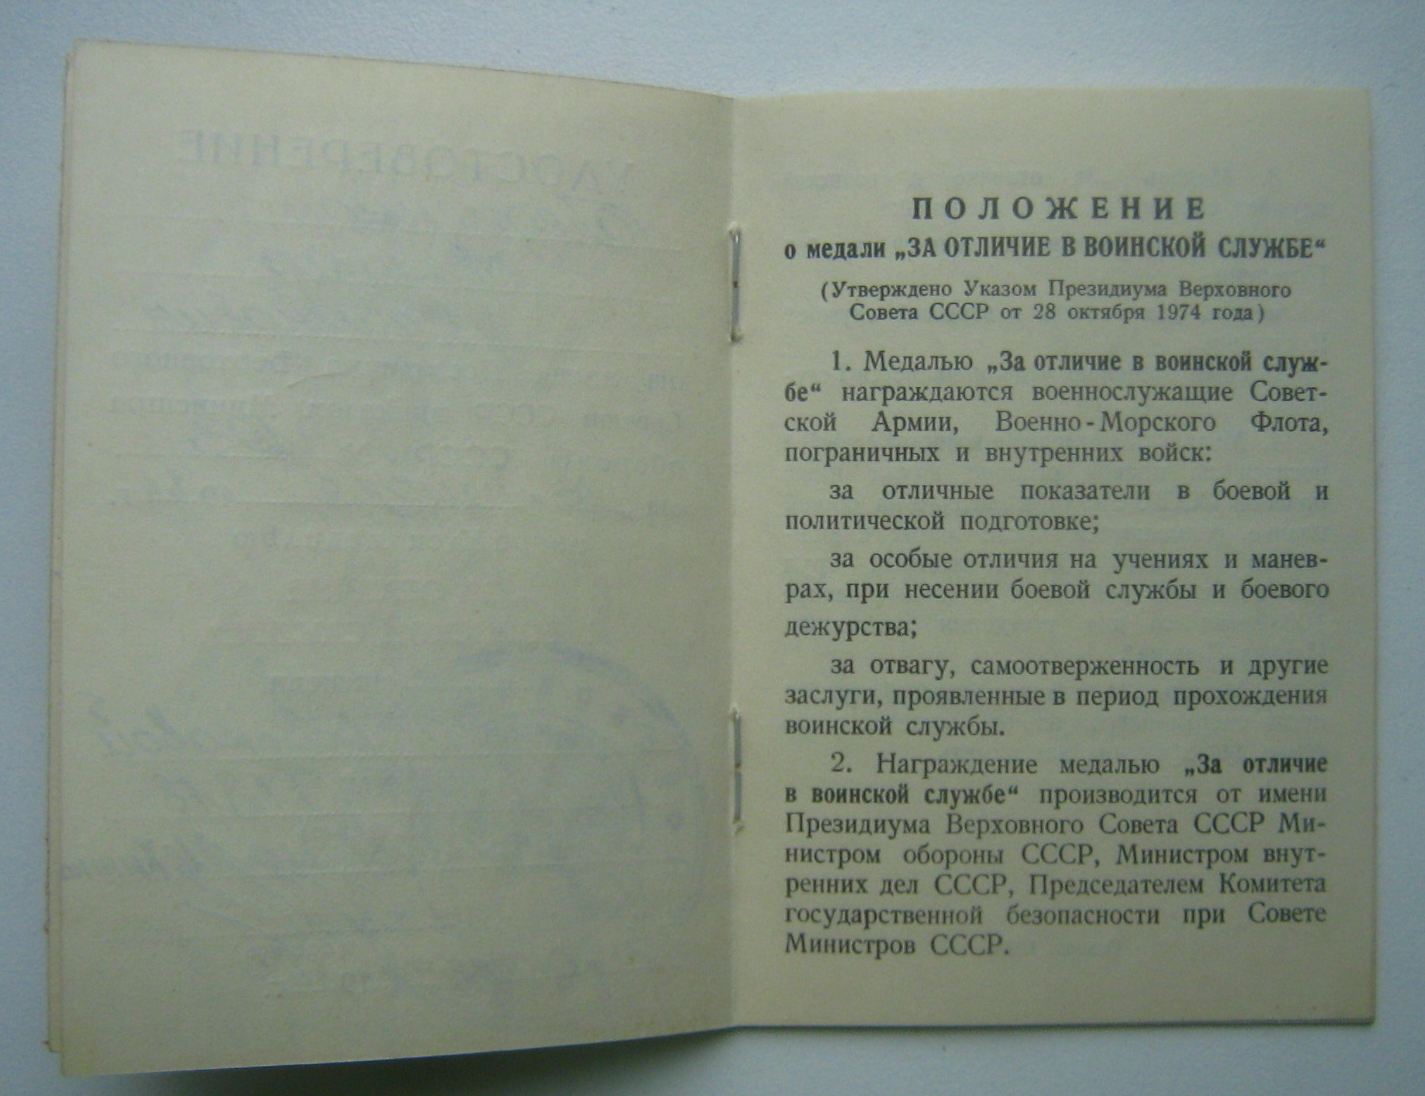 ПОЛОЖЕНИЕ
о медали „ЗА ОТЛИЧИЕ В ВОИНСКОЙ СЛУЖБЕ“
(Утверждено Указом Президиума Верховного
Совета СССР от 28 октября 1974 года)
1. Медалью „За отличие в воинской служ-
бе“ награждаются военнослужащие Совет-
ской Армии, Военно-Морского Флота,
пограничных и внутренних войск:
за отличные показатели в боевой и
политической подготовке;
за особые отличия на учениях и манев-
рах, при несении боевой службы и боевого
дежурства;
за отвагу, самоотверженность и другие
заслуги, проявленные в период прохождения
воинской службы.
2. Награждение медалью „За отличие
в воинской службе“ производится от имени
Президиума Верховного Совета СССР Ми-
нистром обороны СССР, Министром внут-
ренних дел СССР, Председателем Комитета
государственной безопасности при Совете
Министров СССР.